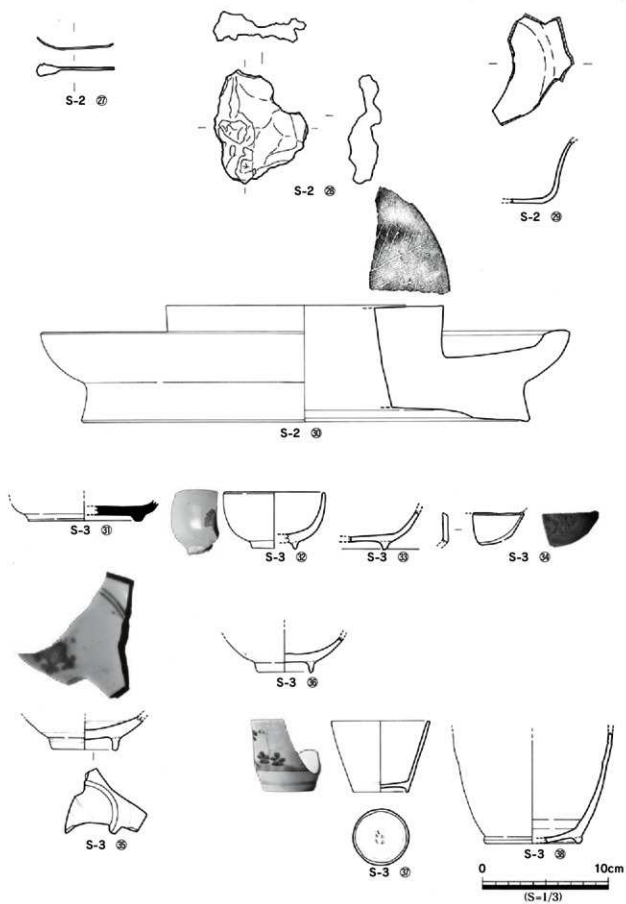 S-2 ㉗
S-2 ㉘
S-2 ㉙
S-2 ㉚
S-3 ㉛
S-3 ㉜
S-3 ㉝
S-3 ㉞
S-3 ㊱
S-3 ㉟
S-3 ㊲
S-3 ㊳
0 10cm
(S=1/3)